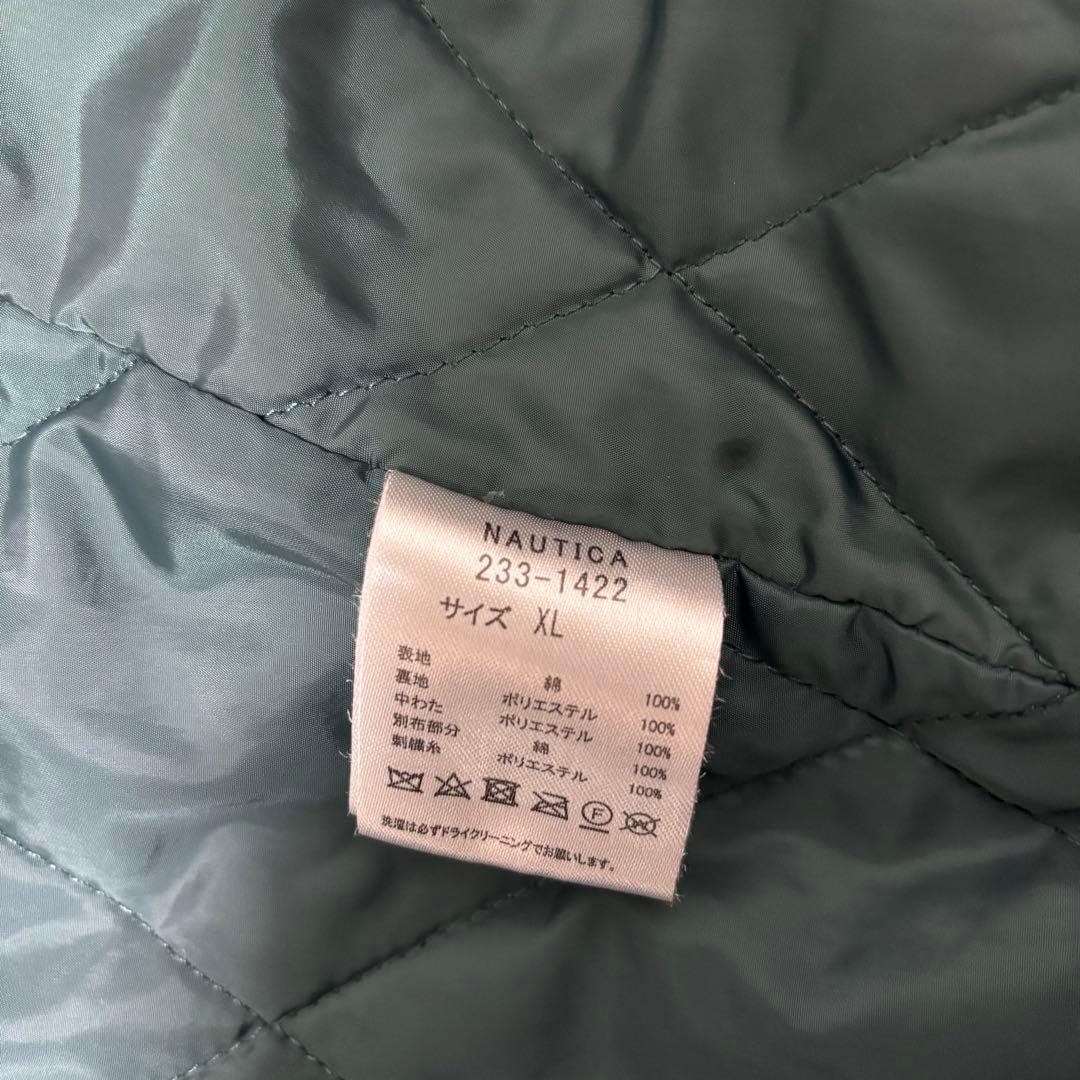 NAUTICA
233-1422
サイズ XL
表地 綿 100%
裏地 ポリエステル 100%
中わた ポリエステル 100%
別布部分 綿 100%
刺繍糸 ポリエステル 100%
F W
洗濯は必ずドライクリーニングでお願いします。